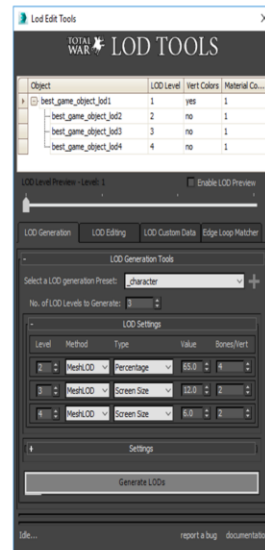 Lod Edit Tools
TOTAL WAR LOD TOOLS
Object LOD Level Vert Colors Material Co...
best_game_object_lod1 1 yes 1
best_game_object_lod2 2 no 1
best_game_object_lod3 3 no 1
best_game_object_lod4 4 no 1
LOD Level Preview - Level: 1 Enable LOD Preview
LOD Generation LOD Editing LOD Custom Data Edge Loop Matcher
- LOD Generation Tools
Select a LOD generation Preset: _character +
No. of LOD Levels to Generate: 3
- LOD Settings
Level Method Type Value Bones/Vert
2 MeshLOD Percentage 65.0 4
3 MeshLOD Screen Size 12.0 2
4 MeshLOD Screen Size 6.0 2
+ Settings
Generate LODs
Idle... report a bug documentatio